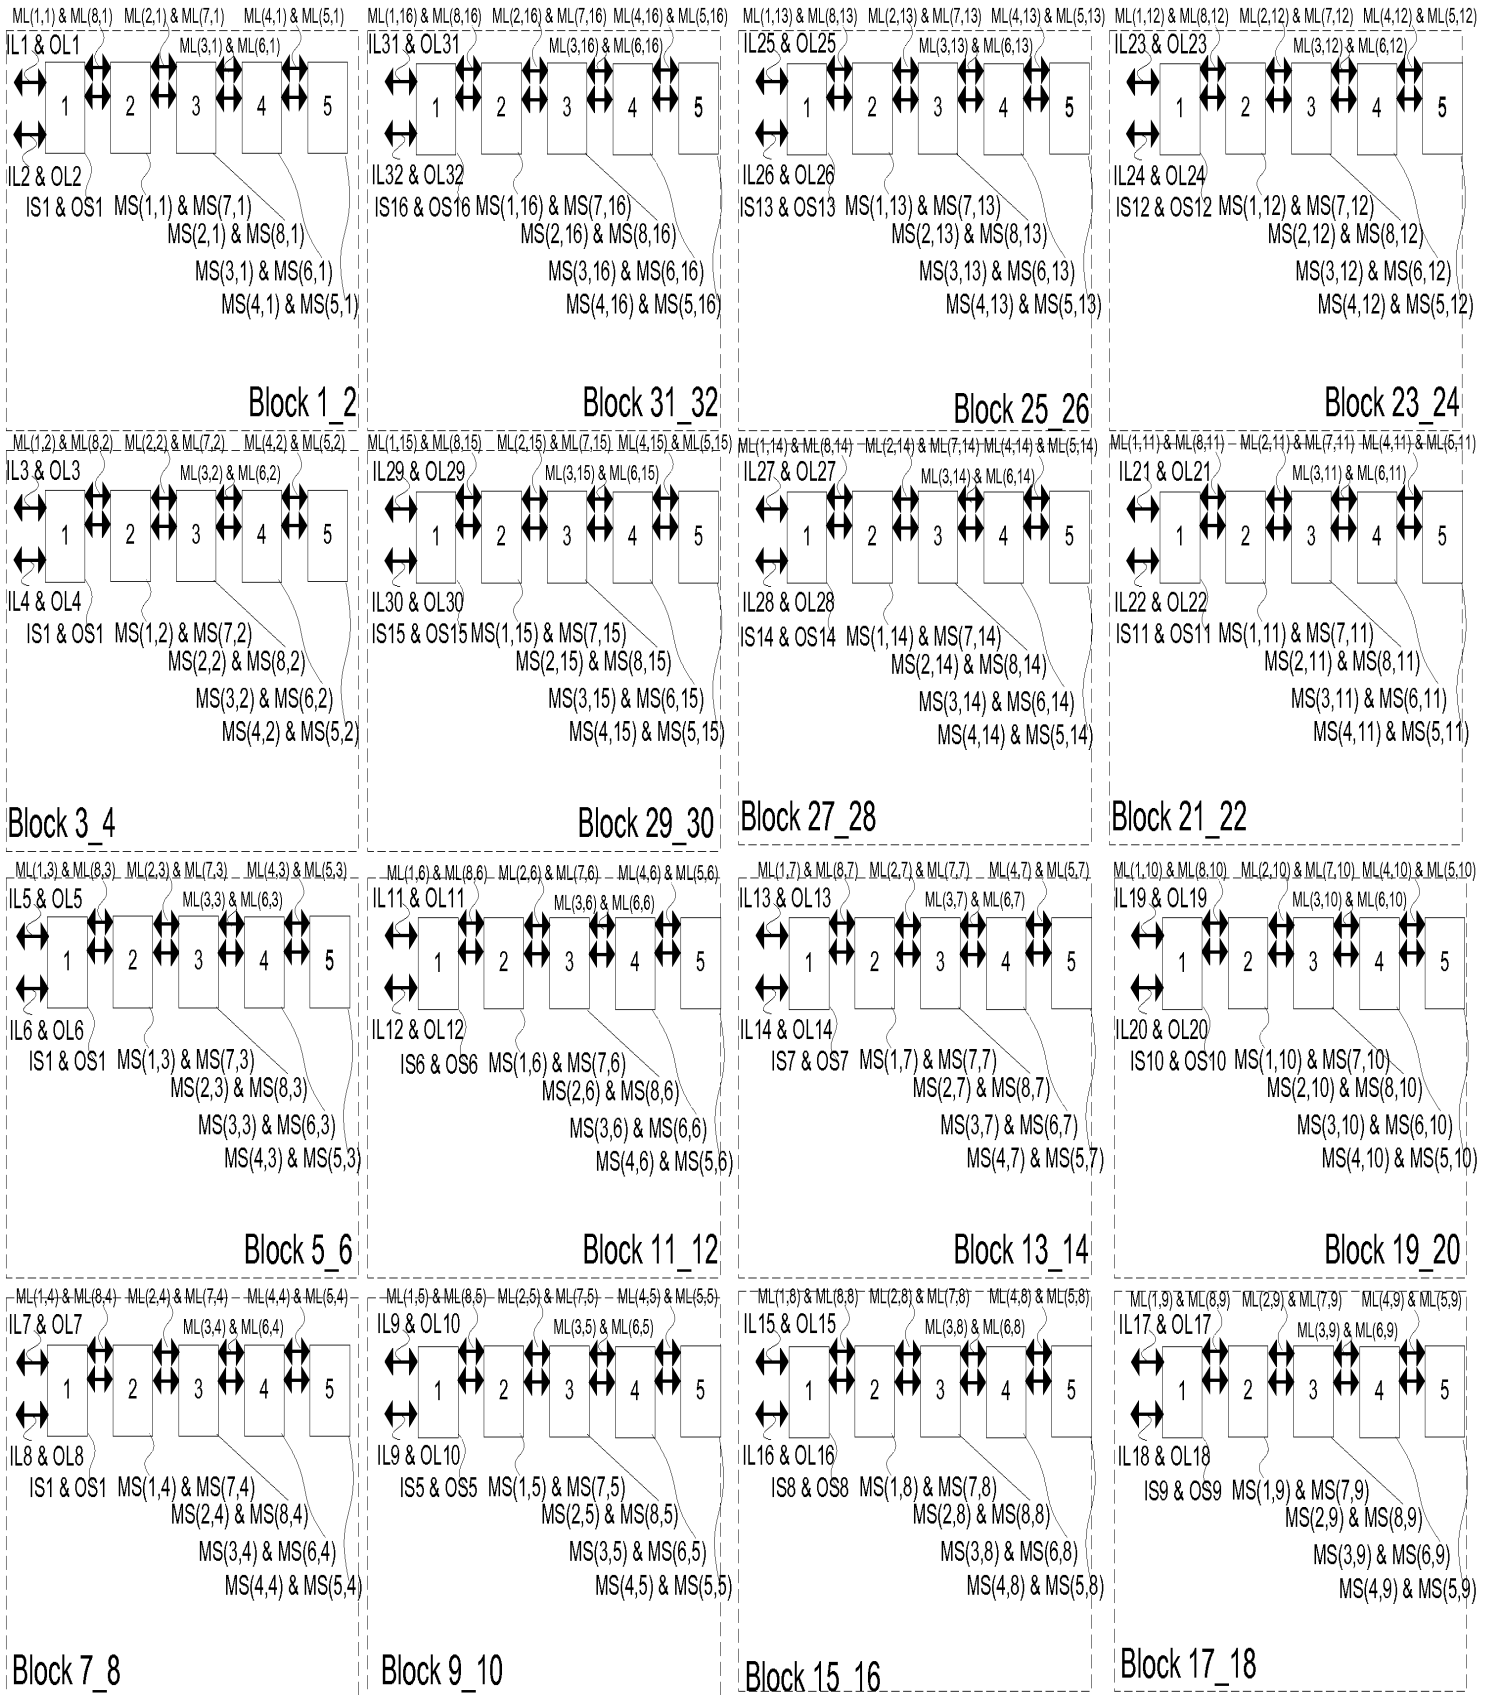 ML(1,1) & ML(8,1) ML(2,1) & ML(7,1) ML(4,1) & ML(5,1)
IL1 & OL1 ML(3,1) & ML(6,1)
1 2 3 4 5
IL2 & OL2
IS1 & OS1 MS(1,1) & MS(7,1)
MS(2,1) & MS(8,1)
MS(3,1) & MS(6,1)
MS(4,1) & MS(5,1)
Block 1_2
ML(1,16) & ML(8,16) ML(2,16) & ML(7,16) ML(4,16) & ML(5,16)
IL31 & OL31 ML(3,16) & ML(6,16)
1 2 3 4 5
IL32 & OL32
IS16 & OS16 MS(1,16) & MS(7,16)
MS(2,16) & MS(8,16)
MS(3,16) & MS(6,16)
MS(4,16) & MS(5,16)
Block 31_32
ML(1,13) & ML(8,13) ML(2,13) & ML(7,13) ML(4,13) & ML(5,13)
IL25 & OL25 ML(3,13) & ML(6,13)
1 2 3 4 5
IL26 & OL26
IS13 & OS13 MS(1,13) & MS(7,13)
MS(2,13) & MS(8,13)
MS(3,13) & MS(6,13)
MS(4,13) & MS(5,13)
Block 25_26
ML(1,12) & ML(8,12) ML(2,12) & ML(7,12) ML(4,12) & ML(5,12)
IL23 & OL23 ML(3,12) & ML(6,12)
1 2 3 4 5
IL24 & OL24
IS12 & OS12 MS(1,12) & MS(7,12)
MS(2,12) & MS(8,12)
MS(3,12) & MS(6,12)
MS(4,12) & MS(5,12)
Block 23_24
ML(1,2) & ML(8,2) ML(2,2) & ML(7,2) ML(4,2) & ML(5,2)
IL3 & OL3 ML(3,2) & ML(6,2)
1 2 3 4 5
IL4 & OL4
IS1 & OS1 MS(1,2) & MS(7,2)
MS(2,2) & MS(8,2)
MS(3,2) & MS(6,2)
MS(4,2) & MS(5,2)
Block 3_4
ML(1,15) & ML(8,15) ML(2,15) & ML(7,15) ML(4,15) & ML(5,15)
IL29 & OL29 ML(3,15) & ML(6,15)
1 2 3 4 5
IL30 & OL30
IS15 & OS15 MS(1,15) & MS(7,15)
MS(2,15) & MS(8,15)
MS(3,15) & MS(6,15)
MS(4,15) & MS(5,15)
Block 29_30
ML(1,14) & ML(8,14) ML(2,14) & ML(7,14) ML(4,14) & ML(5,14)
IL27 & OL27 ML(3,14) & ML(6,14)
1 2 3 4 5
IL28 & OL28
IS14 & OS14 MS(1,14) & MS(7,14)
MS(2,14) & MS(8,14)
MS(3,14) & MS(6,14)
MS(4,14) & MS(5,14)
Block 27_28
ML(1,11) & ML(8,11) ML(2,11) & ML(7,11) ML(4,11) & ML(5,11)
IL21 & OL21 ML(3,11) & ML(6,11)
1 2 3 4 5
IL22 & OL22
IS11 & OS11 MS(1,11) & MS(7,11)
MS(2,11) & MS(8,11)
MS(3,11) & MS(6,11)
MS(4,11) & MS(5,11)
Block 21_22
ML(1,3) & ML(8,3) ML(2,3) & ML(7,3) ML(4,3) & ML(5,3)
IL5 & OL5 ML(3,3) & ML(6,3)
1 2 3 4 5
IL6 & OL6
IS1 & OS1 MS(1,3) & MS(7,3)
MS(2,3) & MS(8,3)
MS(3,3) & MS(6,3)
MS(4,3) & MS(5,3)
Block 5_6
ML(1,6) & ML(8,6) ML(2,6) & ML(7,6) ML(4,6) & ML(5,6)
IL11 & OL11 ML(3,6) & ML(6,6)
1 2 3 4 5
IL12 & OL12
IS6 & OS6 MS(1,6) & MS(7,6)
MS(2,6) & MS(8,6)
MS(3,6) & MS(6,6)
MS(4,6) & MS(5,6)
Block 11_12
ML(1,7) & ML(8,7) ML(2,7) & ML(7,7) ML(4,7) & ML(5,7)
IL13 & OL13 ML(3,7) & ML(6,7)
1 2 3 4 5
IL14 & OL14
IS7 & OS7 MS(1,7) & MS(7,7)
MS(2,7) & MS(8,7)
MS(3,7) & MS(6,7)
MS(4,7) & MS(5,7)
Block 13_14
ML(1,10) & ML(8,10) ML(2,10) & ML(7,10) ML(4,10) & ML(5,10)
IL19 & OL19 ML(3,10) & ML(6,10)
1 2 3 4 5
IL20 & OL20
IS10 & OS10 MS(1,10) & MS(7,10)
MS(2,10) & MS(8,10)
MS(3,10) & MS(6,10)
MS(4,10) & MS(5,10)
Block 19_20
ML(1,4) & ML(8,4) ML(2,4) & ML(7,4) ML(4,4) & ML(5,4)
IL7 & OL7 ML(3,4) & ML(6,4)
1 2 3 4 5
IL8 & OL8
IS1 & OS1 MS(1,4) & MS(7,4)
MS(2,4) & MS(8,4)
MS(3,4) & MS(6,4)
MS(4,4) & MS(5,4)
Block 7_8
ML(1,5) & ML(8,5) ML(2,5) & ML(7,5) ML(4,5) & ML(5,5)
IL9 & OL10 ML(3,5) & ML(6,5)
1 2 3 4 5
IL9 & OL10
IS5 & OS5 MS(1,5) & MS(7,5)
MS(2,5) & MS(8,5)
MS(3,5) & MS(6,5)
MS(4,5) & MS(5,5)
Block 9_10
ML(1,8) & ML(8,8) ML(2,8) & ML(7,8) ML(4,8) & ML(5,8)
IL15 & OL15 ML(3,8) & ML(6,8)
1 2 3 4 5
IL16 & OL16
IS8 & OS8 MS(1,8) & MS(7,8)
MS(2,8) & MS(8,8)
MS(3,8) & MS(6,8)
MS(4,8) & MS(5,8)
Block 15_16
ML(1,9) & ML(8,9) ML(2,9) & ML(7,9) ML(4,9) & ML(5,9)
IL17 & OL17 ML(3,9) & ML(6,9)
1 2 3 4 5
IL18 & OL18
IS9 & OS9 MS(1,9) & MS(7,9)
MS(2,9) & MS(8,9)
MS(3,9) & MS(6,9)
MS(4,9) & MS(5,9)
Block 17_18